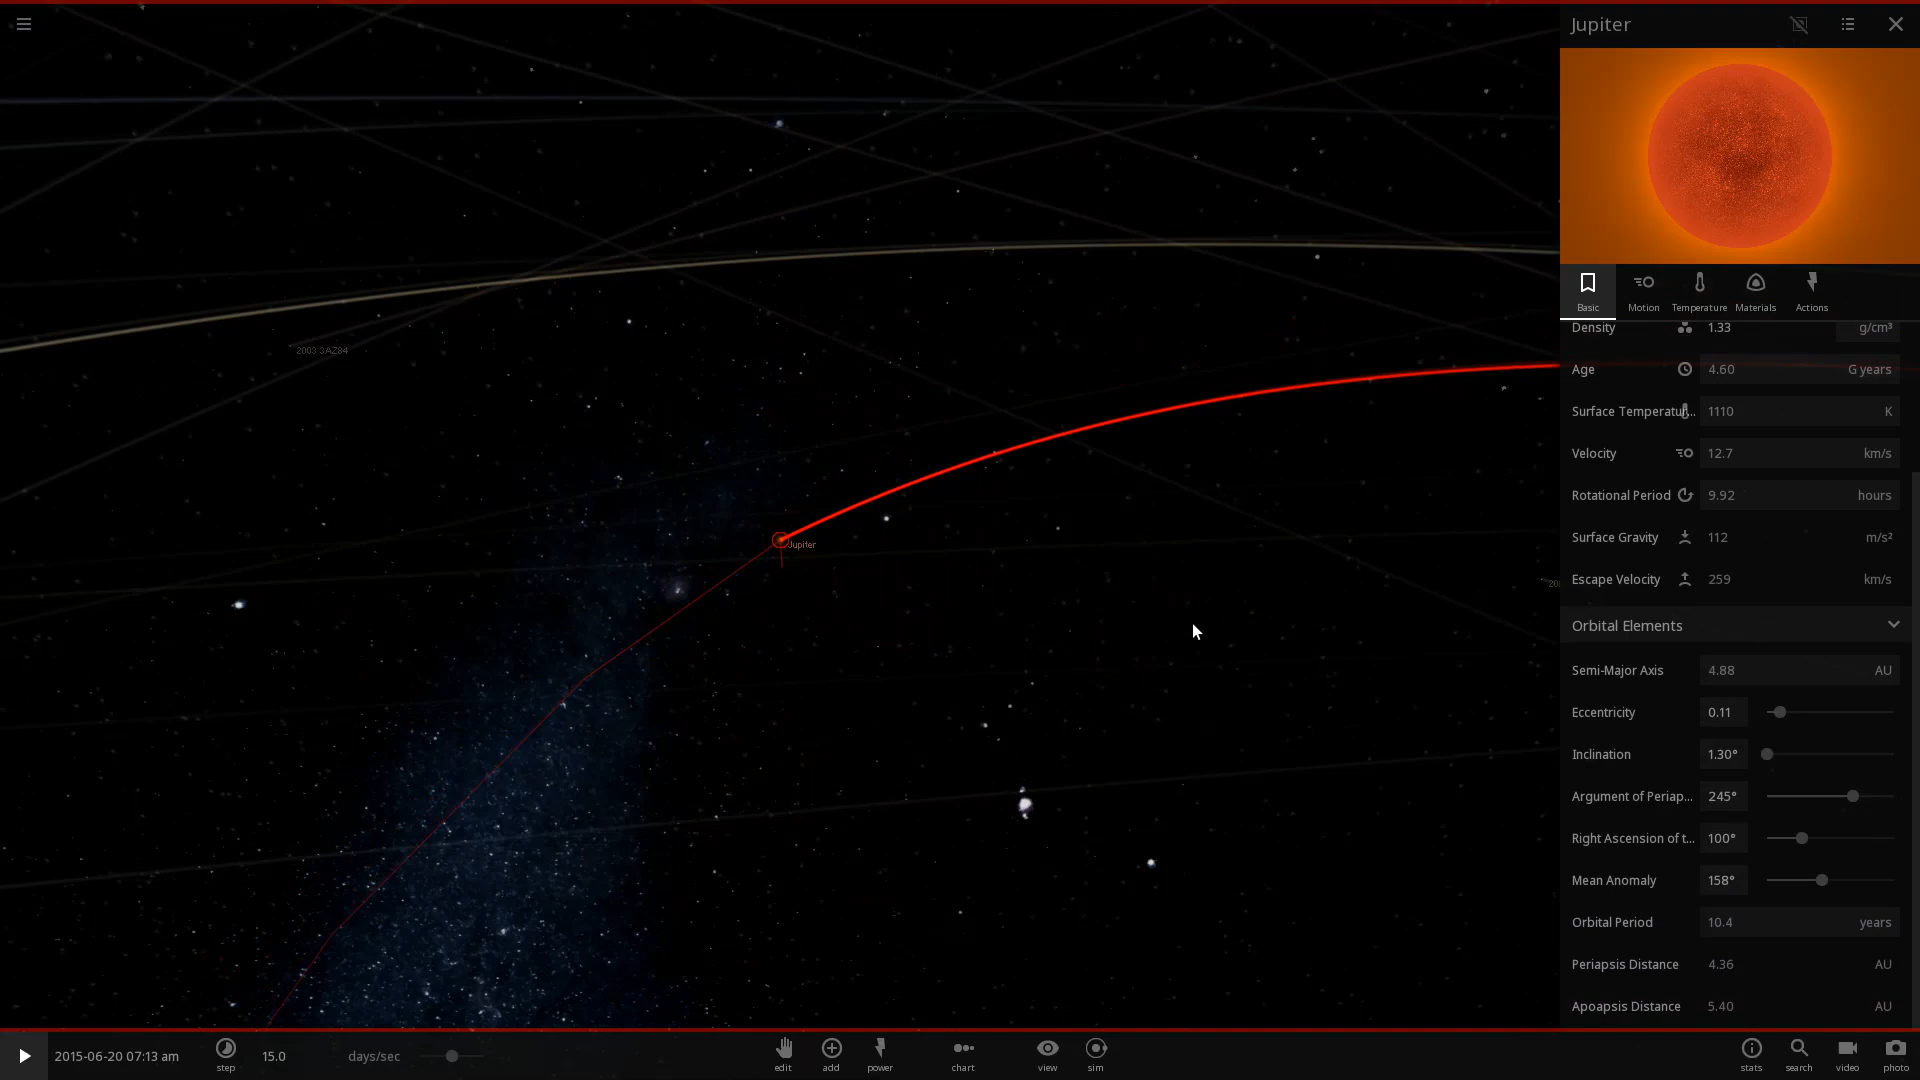 Jupiter
Basic
Motion
Temperature
Materials
Actions
Density 1.33 g/cm³
Age 4.60 G years
Surface Temperatur... 1110 K
Velocity 12.7 km/s
Rotational Period 9.92 hours
Surface Gravity 112 m/s²
Escape Velocity 259 km/s
Orbital Elements
Semi-Major Axis 4.88 AU
Eccentricity 0.11
Inclination 1.30°
Argument of Periap... 245°
Right Ascension of t... 100°
Mean Anomaly 158°
Orbital Period 10.4 years
Periapsis Distance 4.36 AU
Apoapsis Distance 5.40 AU
Jupiter
2015-06-20 07:13 am
step
15.0 days/sec
edit
add
power
chart
view
sim
stats
search
video
photo